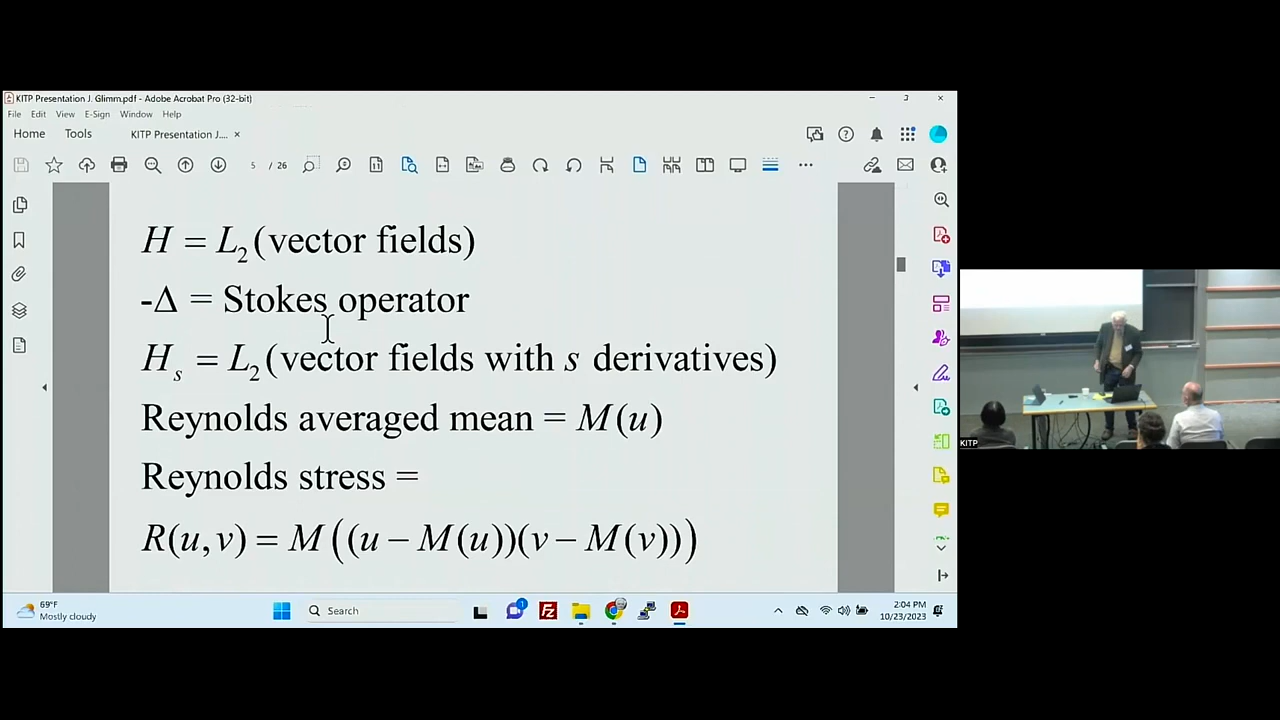 KITP Presentation J. Glimm.pdf - Adobe Acrobat Pro (32-bit)
File Edit View E-Sign Window Help
Home Tools KITP Presentation J.... ×
5 / 26
H = L₂(vector fields)
-Δ = Stokes operator
Hₛ = L₂(vector fields with s derivatives)
Reynolds averaged mean = M(u)
Reynolds stress =
R(u,v) = M((u − M(u))(v − M(v)))
KITP
69°F
Mostly cloudy
Search
2:04 PM
10/23/2023